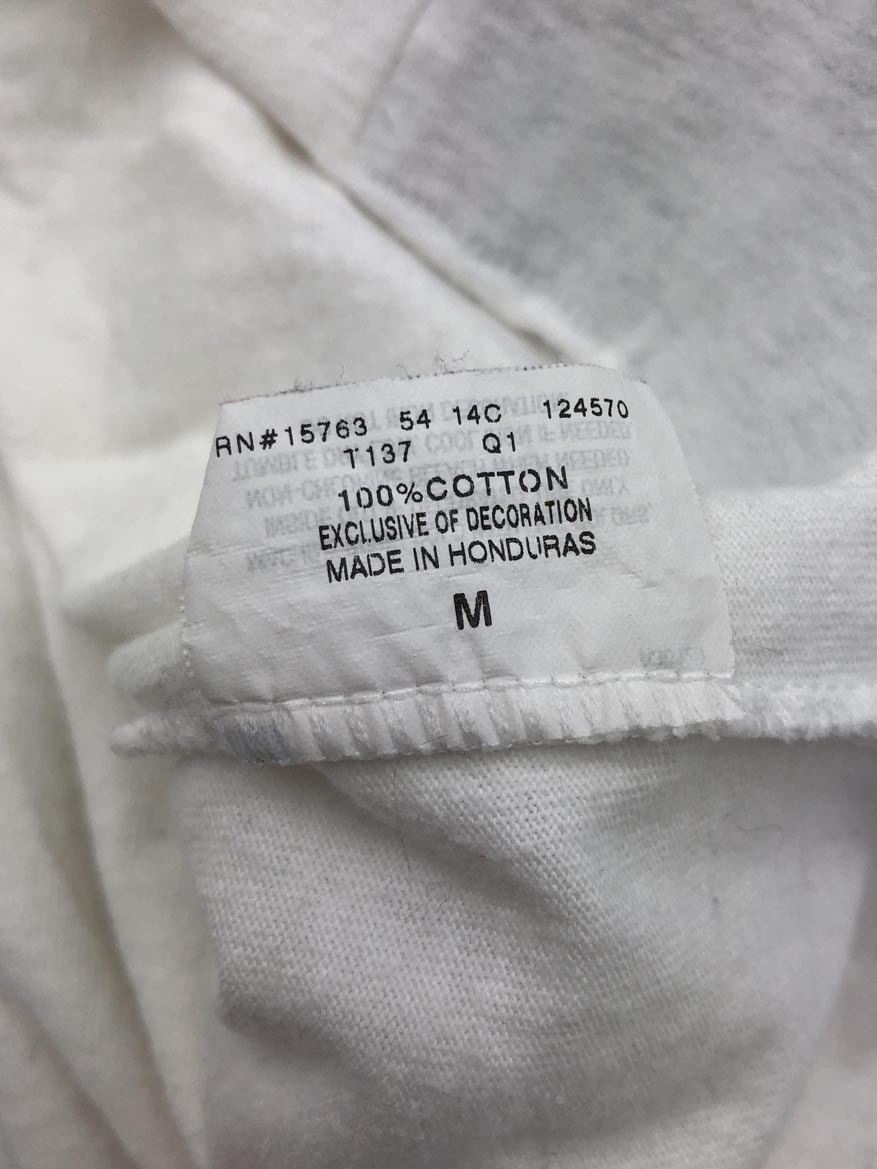 RN#15763 54 14C 124570
T137 Q1
100%COTTON
EXCLUSIVE OF DECORATION
MADE IN HONDURAS
M